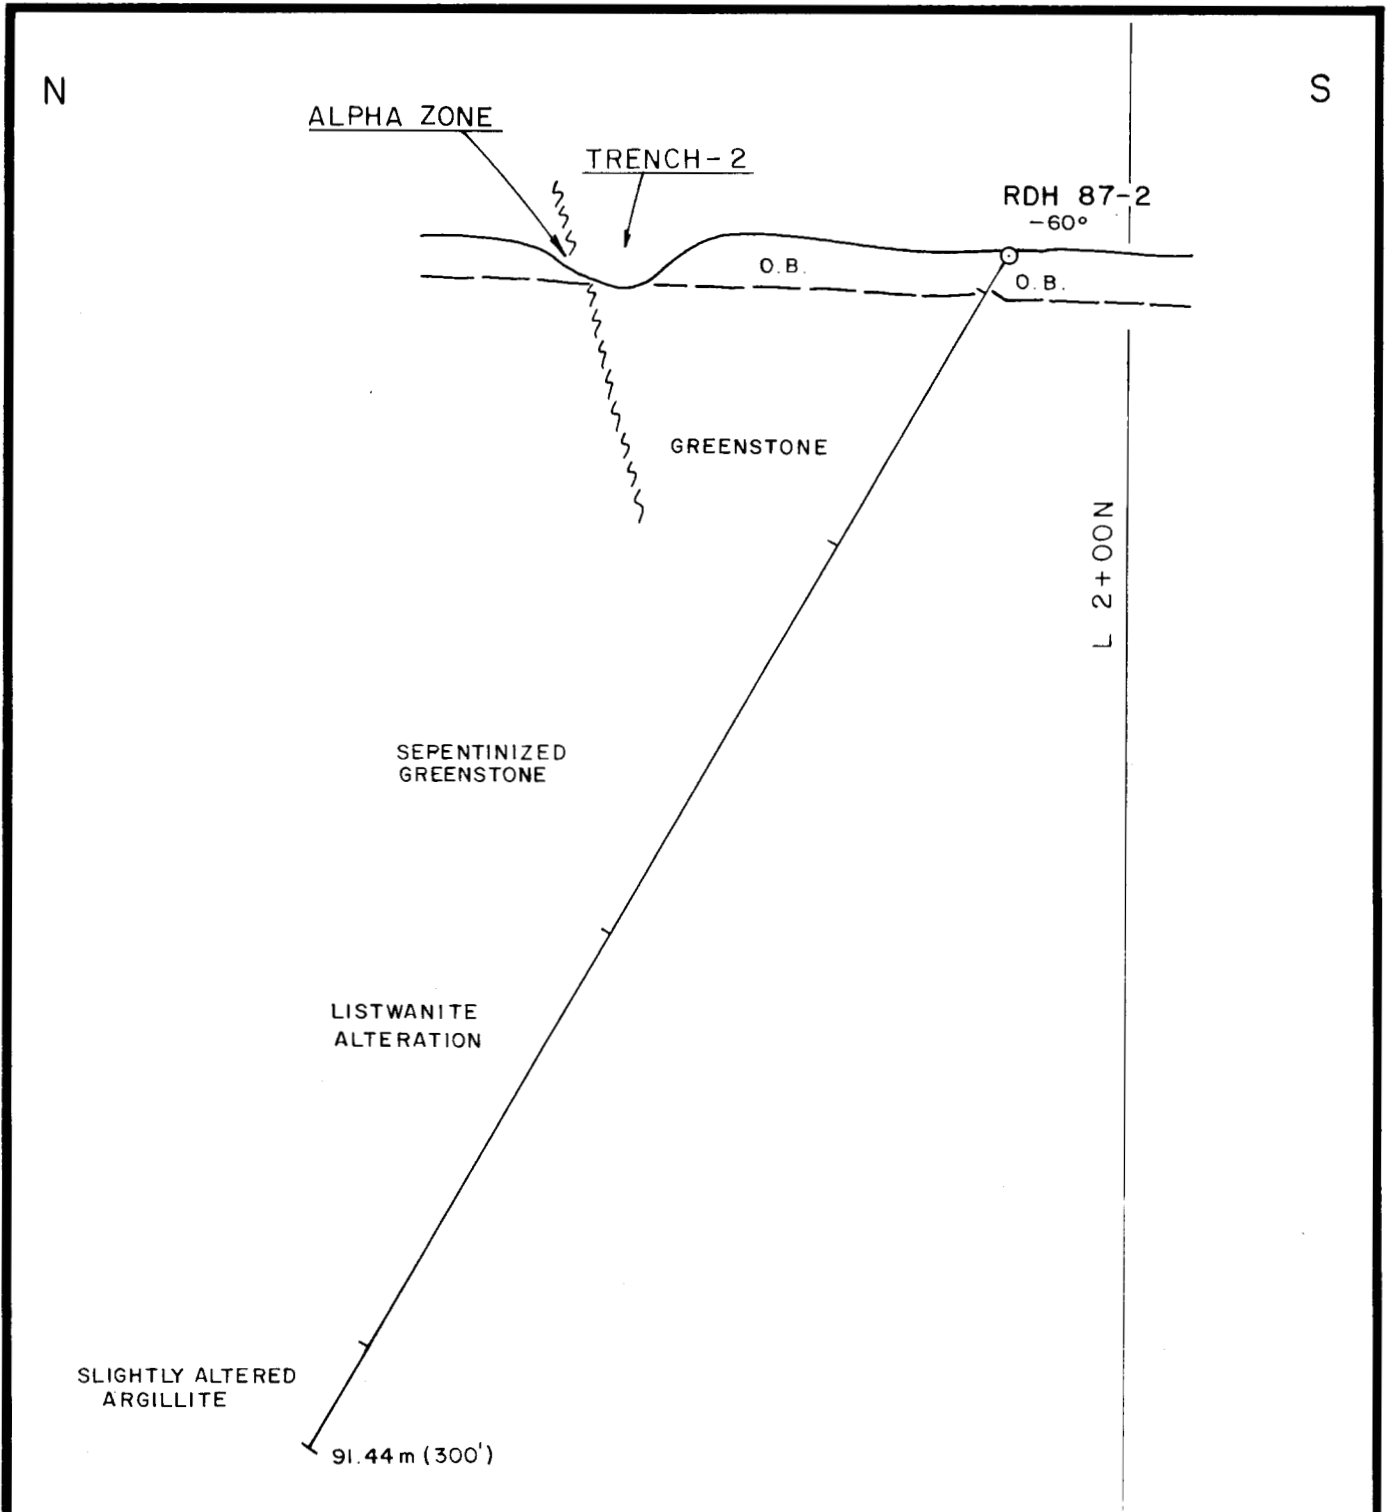 N
S
ALPHA ZONE
TRENCH-2
RDH 87-2
-60°
O.B.
O.B.
GREENSTONE
L 2+00N
SEPENTINIZED
GREENSTONE
LISTWANITE
ALTERATION
SLIGHTLY ALTERED
ARGILLITE
91.44m (300')